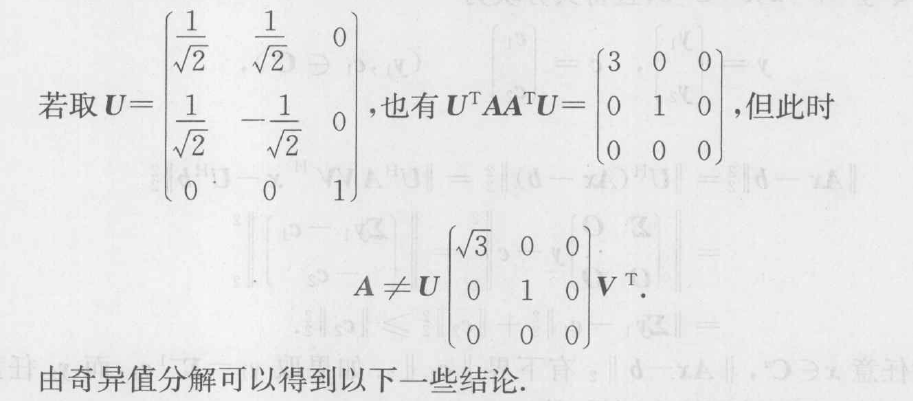 若取 $\boldsymbol{U}=\begin{pmatrix} \frac{1}{\sqrt{2}} & \frac{1}{\sqrt{2}} & 0 \\ \frac{1}{\sqrt{2}} & -\frac{1}{\sqrt{2}} & 0 \\ 0 & 0 & 1 \end{pmatrix}$,也有 $\boldsymbol{U}^{\mathrm{T}}\boldsymbol{A}\boldsymbol{A}^{\mathrm{T}}\boldsymbol{U}=\begin{pmatrix} 3 & 0 & 0 \\ 0 & 1 & 0 \\ 0 & 0 & 0 \end{pmatrix}$,但此时
$\boldsymbol{A}\neq\boldsymbol{U}\begin{pmatrix} \sqrt{3} & 0 & 0 \\ 0 & 1 & 0 \\ 0 & 0 & 0 \end{pmatrix}\boldsymbol{V}^{\mathrm{T}}.$
由奇异值分解可以得到以下一些结论.